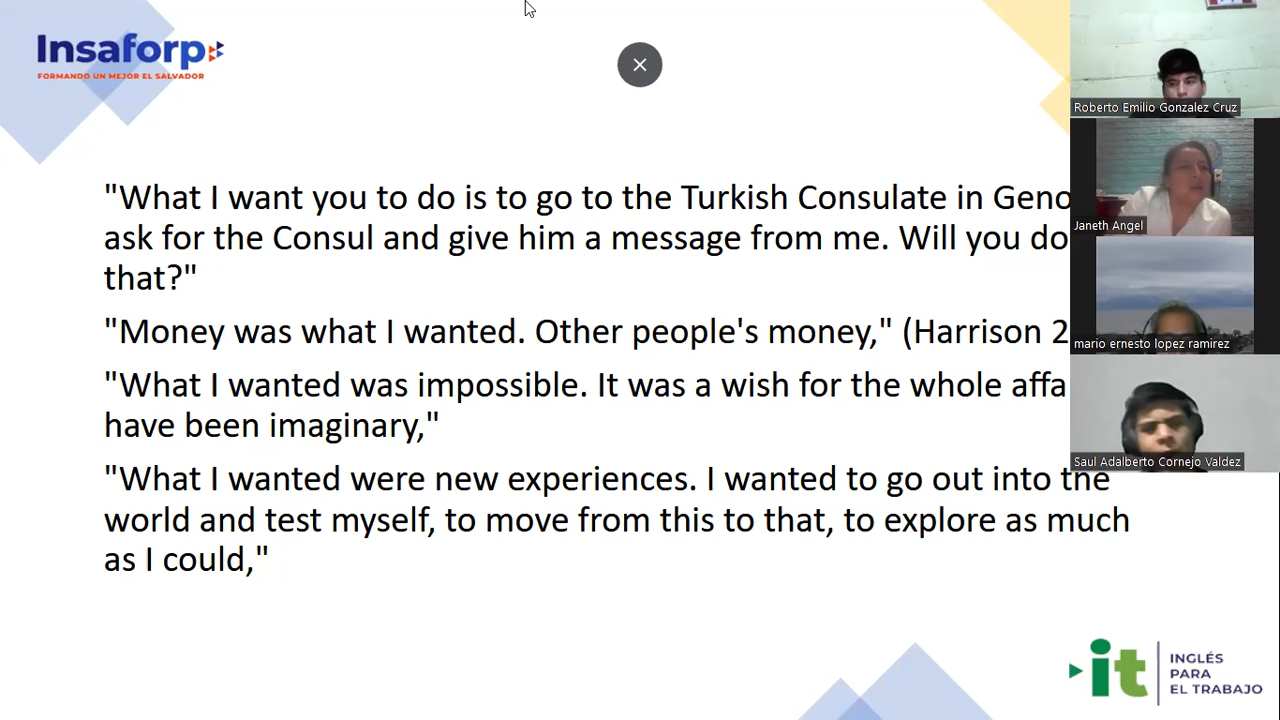 Insaforp
FORMANDO UN MEJOR EL SALVADOR
"What I want you to do is to go to the Turkish Consulate in
ask for the Consul and give him a message from me. Will you do
that?"
"Money was what I wanted. Other people's money," (Harrison
"What I wanted was impossible. It was a wish for the whole
have been imaginary,"
"What I wanted were new experiences. I wanted to go out into the
world and test myself, to move from this to that, to explore as much
as I could,"
Roberto Emilio Gonzalez Cruz
Janeth Angel
mario ernesto lopez ramirez
Saul Adalberto Cornejo Valdez
it
INGLÉS
PARA
EL TRABAJO